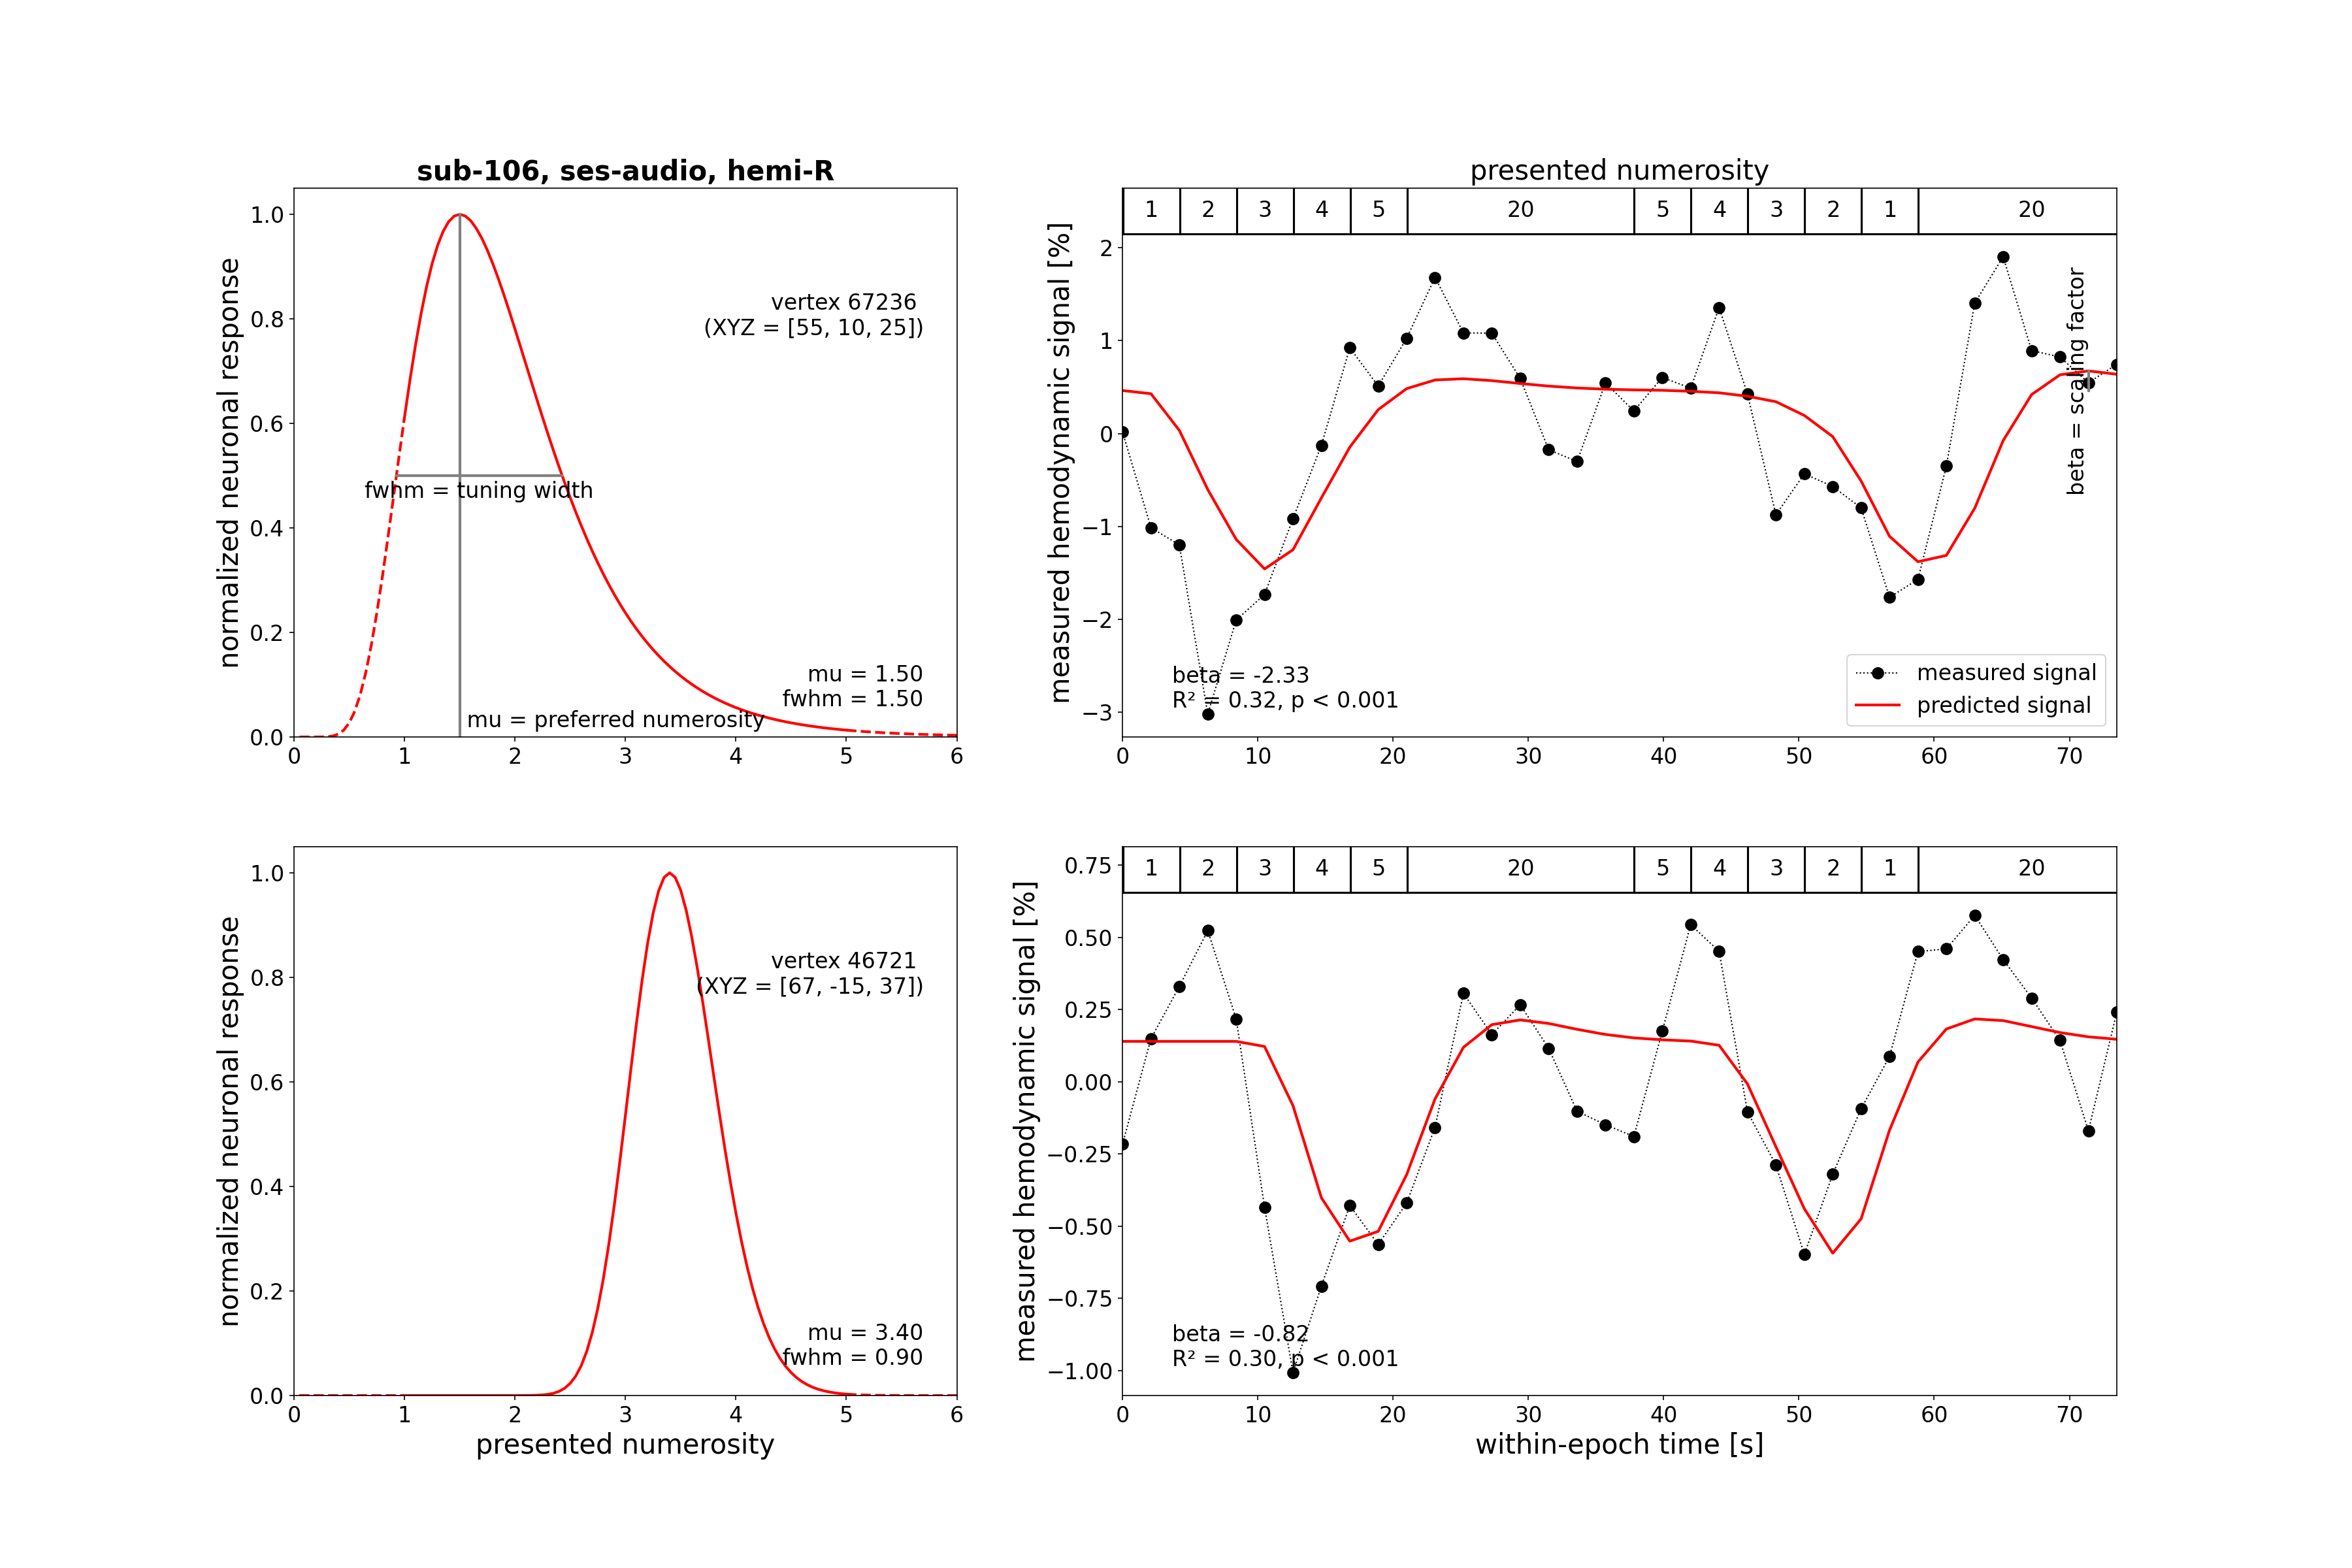 sub-106, ses-audio, hemi-R
normalized neuronal response
1.0
0.8
0.6
0.4
0.2
0.0
0 1 2 3 4 5 6
vertex 67236
(XYZ = [55, 10, 25])
fwhm = tuning width
mu = 1.50
fwhm = 1.50
mu = preferred numerosity
presented numerosity
1 2 3 4 5 20 5 4 3 2 1 20
measured hemodynamic signal [%]
2
1
0
−1
−2
−3
0 10 20 30 40 50 60 70
beta = scaling factor
beta = -2.33
R² = 0.32, p < 0.001
measured signal
predicted signal
normalized neuronal response
1.0
0.8
0.6
0.4
0.2
0.0
0 1 2 3 4 5 6
vertex 46721
(XYZ = [67, -15, 37])
mu = 3.40
fwhm = 0.90
presented numerosity
1 2 3 4 5 20 5 4 3 2 1 20
measured hemodynamic signal [%]
0.75
0.50
0.25
0.00
−0.25
−0.50
−0.75
−1.00
0 10 20 30 40 50 60 70
beta = -0.82
R² = 0.30, p < 0.001
within-epoch time [s]